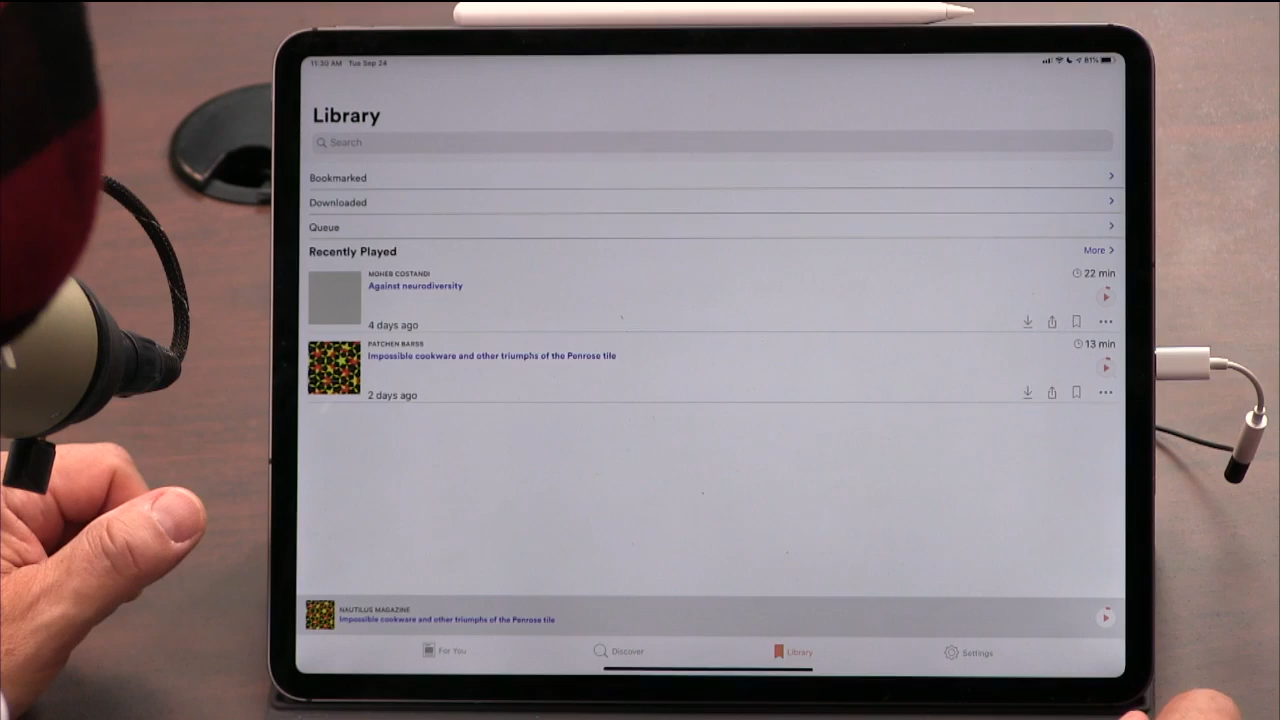 11:30 AM Tue Sep 24
81%
Library
Search
Bookmarked
Downloaded
Queue
Recently Played
More
MOHEB COSTANDI
22 min
Against neurodiversity
4 days ago
PATCHEN BARSS
13 min
Impossible cookware and other triumphs of the Penrose tile
2 days ago
NAUTILUS MAGAZINE
Impossible cookware and other triumphs of the Penrose tile
For You
Discover
Library
Settings